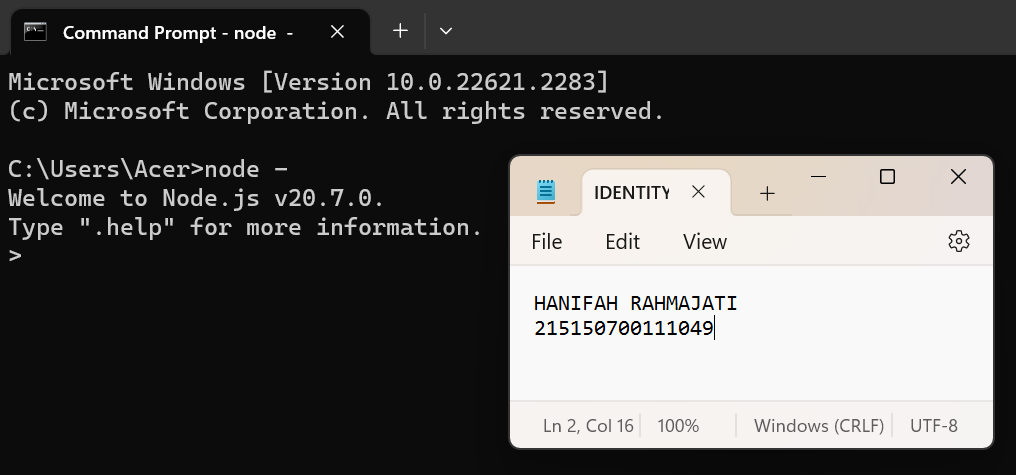 Command Prompt - node -
Microsoft Windows [Version 10.0.22621.2283]
(c) Microsoft Corporation. All rights reserved.
C:\Users\Acer>node -
Welcome to Node.js v20.7.0.
Type ".help" for more information.
>
IDENTITY
File Edit View
HANIFAH RAHMAJATI
215150700111049
Ln 2, Col 16 100% Windows (CRLF) UTF-8